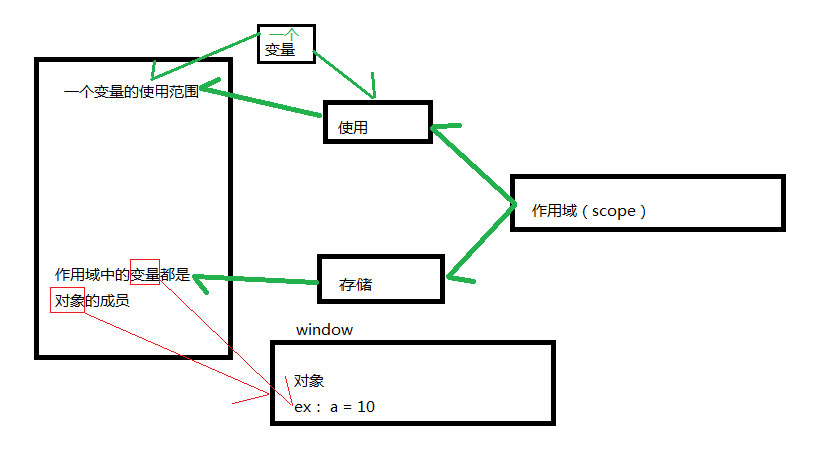 一个
变量
一个变量的使用范围
使用
作用域（scope）
作用域中的变量都是
对象的成员
存储
window
对象
ex： a = 10